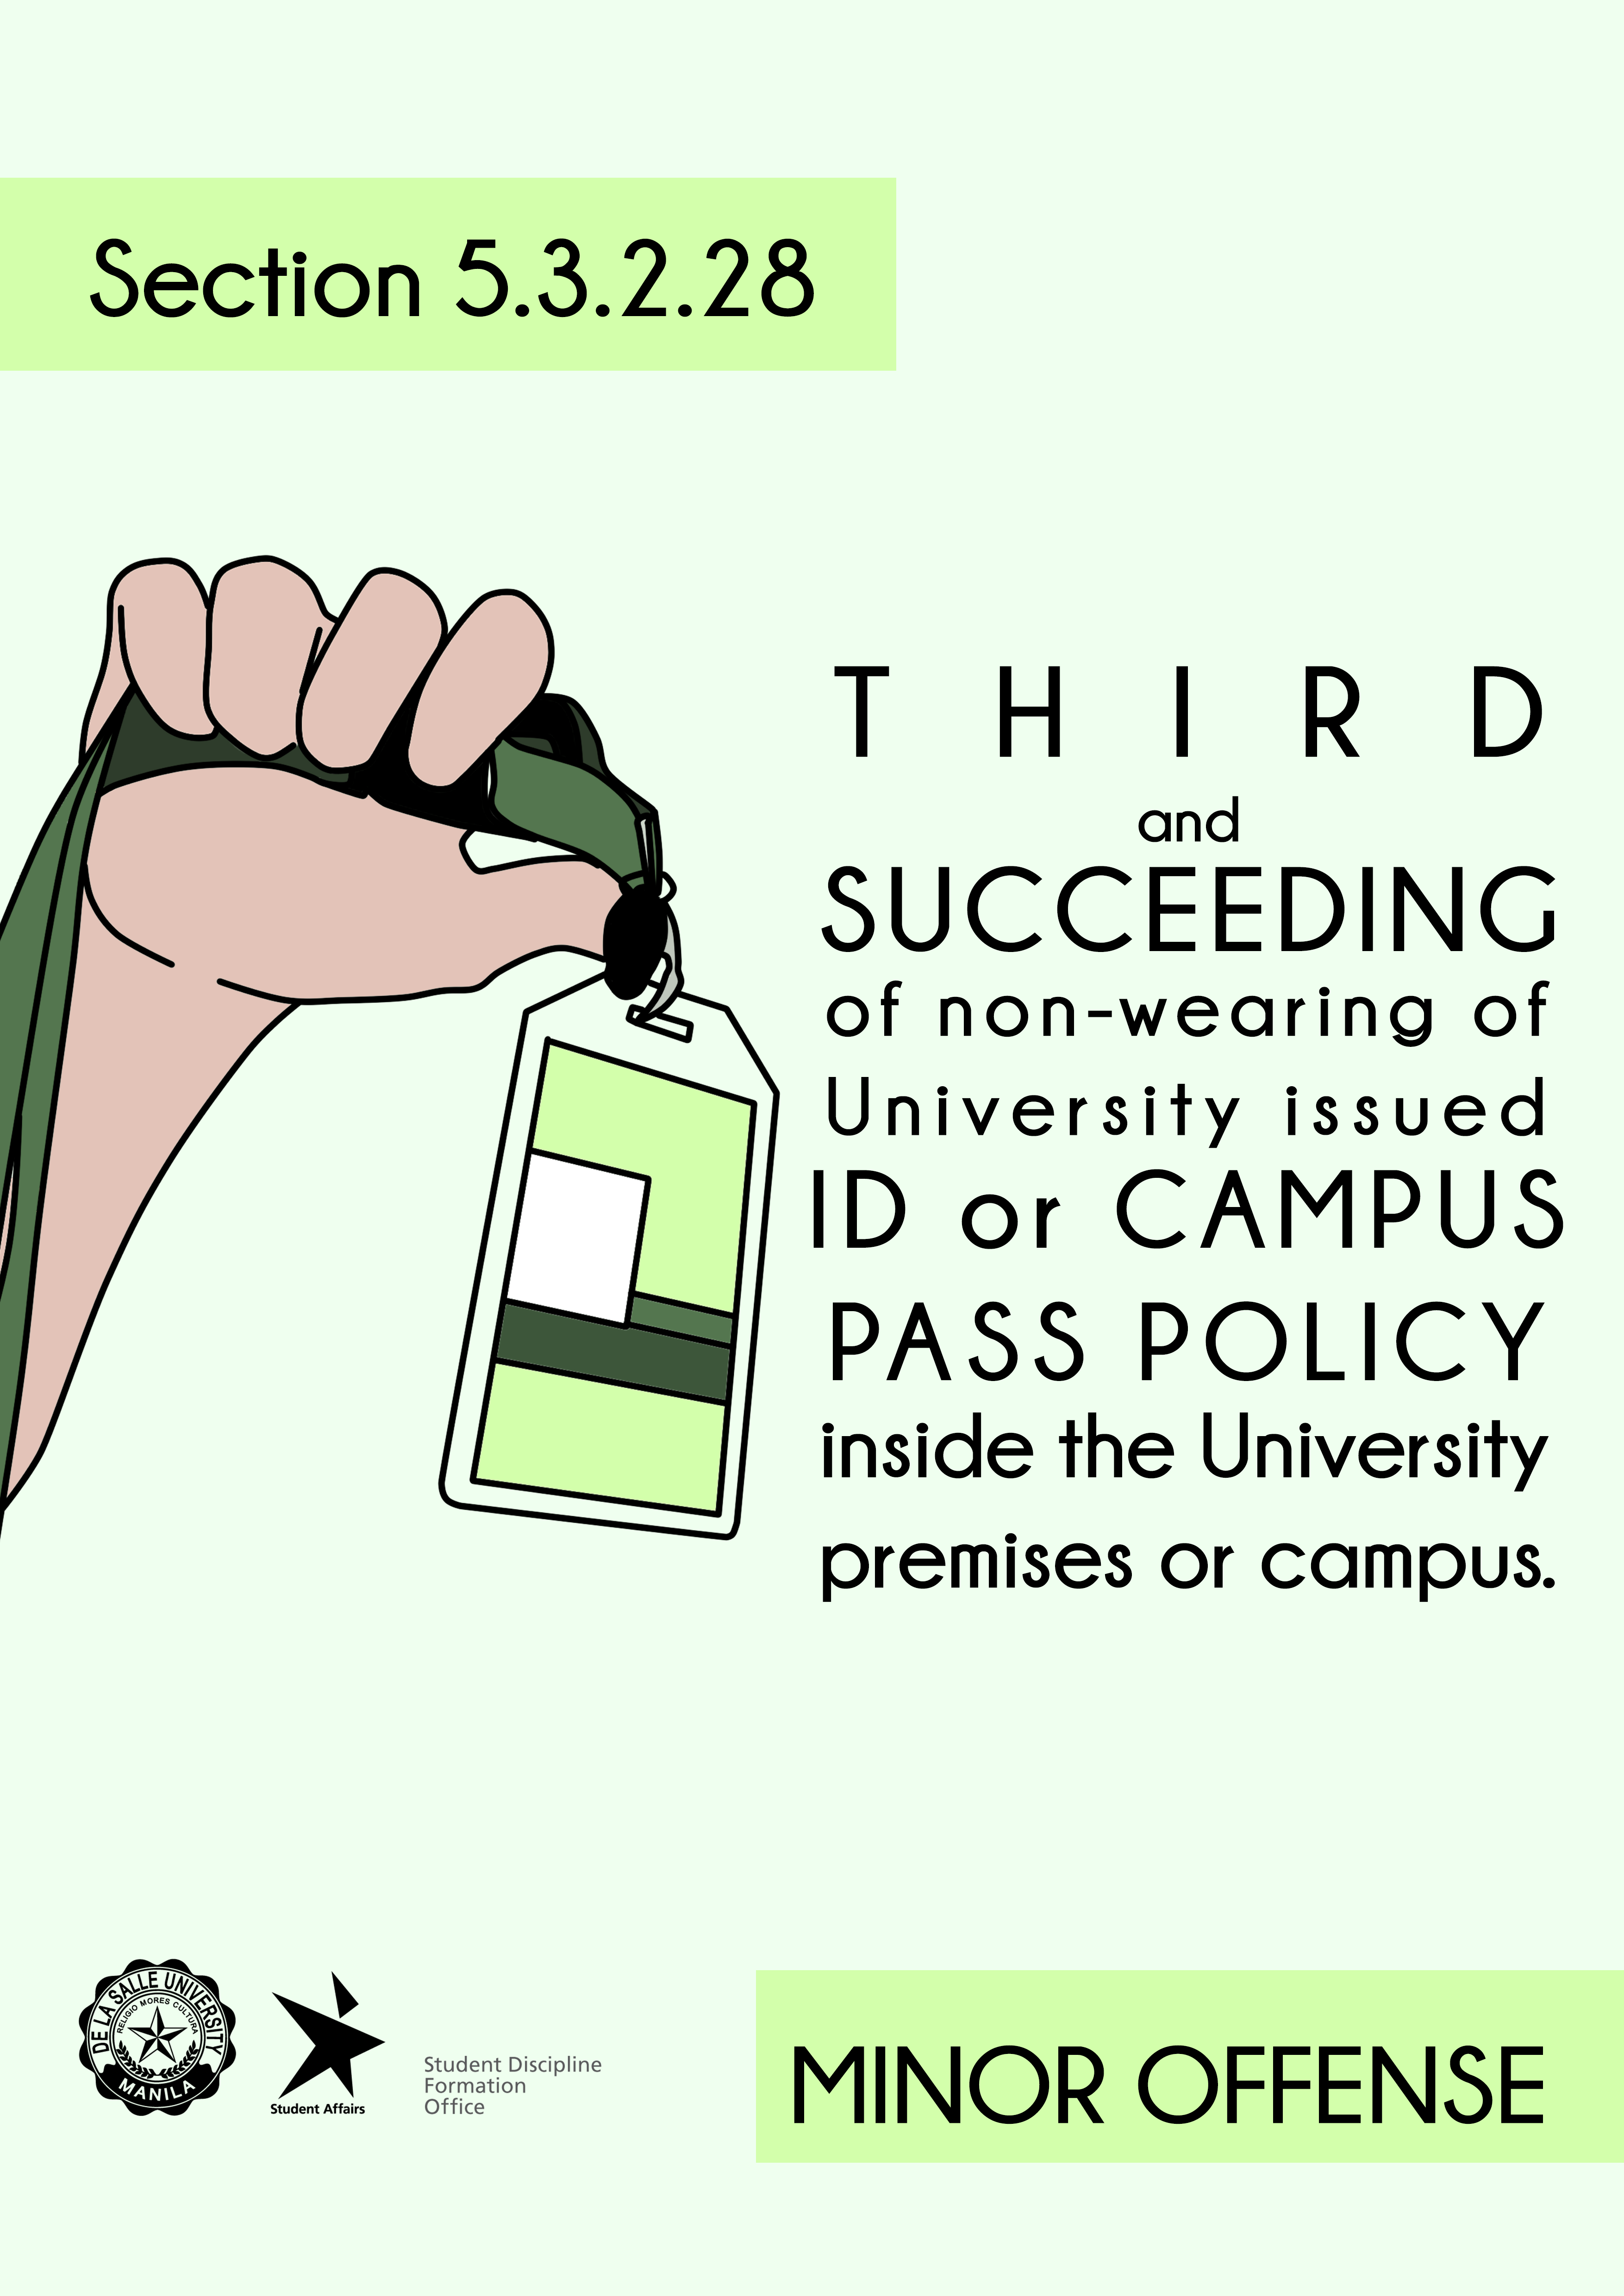 Section 5.3.2.28
THIRD
and
SUCCEEDING
of non-wearing of
University issued
ID or CAMPUS
PASS POLICY
inside the University
premises or campus.
DE LA SALLE UNIVERSITY
RELIGIO MORES CULTURA
MANILA
Student Affairs
Student Discipline
Formation
Office
MINOR OFFENSE